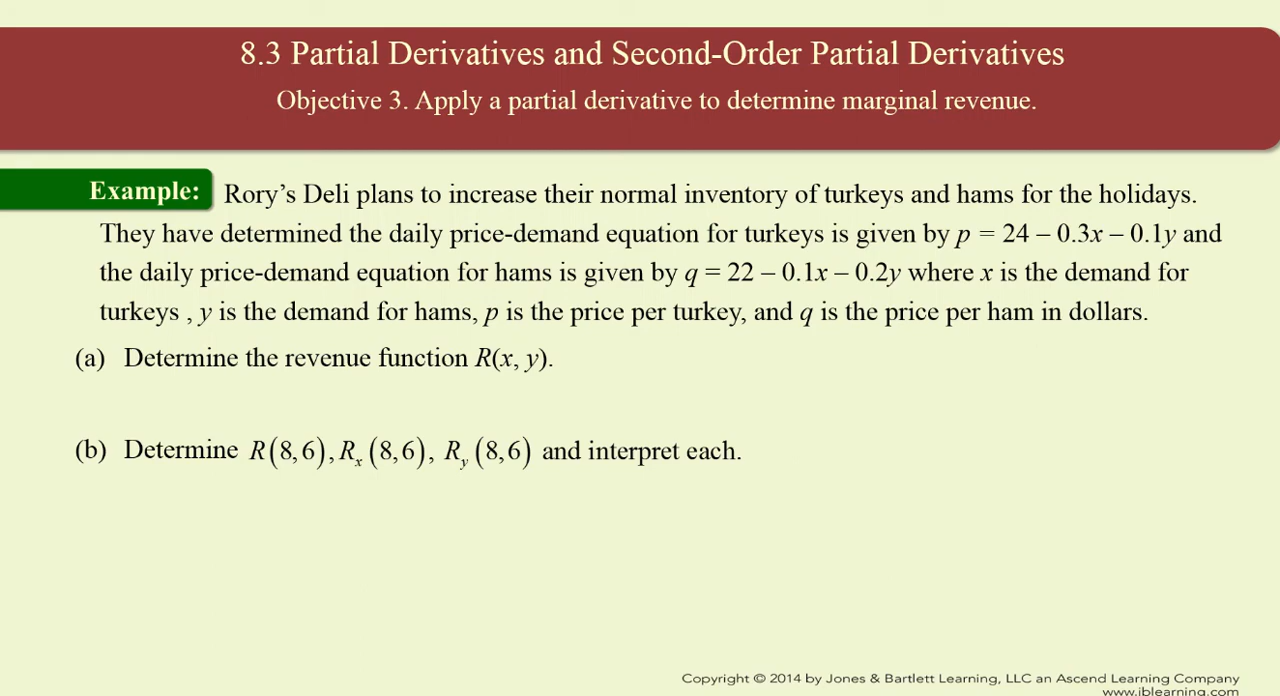 8.3 Partial Derivatives and Second-Order Partial Derivatives
Objective 3. Apply a partial derivative to determine marginal revenue.
Example: Rory’s Deli plans to increase their normal inventory of turkeys and hams for the holidays.
They have determined the daily price-demand equation for turkeys is given by p = 24 – 0.3x – 0.1y and
the daily price-demand equation for hams is given by q = 22 – 0.1x – 0.2y where x is the demand for
turkeys , y is the demand for hams, p is the price per turkey, and q is the price per ham in dollars.
(a) Determine the revenue function R(x, y).
(b) Determine R(8,6), Rₓ(8,6), R_y(8,6) and interpret each.
Copyright © 2014 by Jones & Bartlett Learning, LLC an Ascend Learning Company
www.jblearning.com